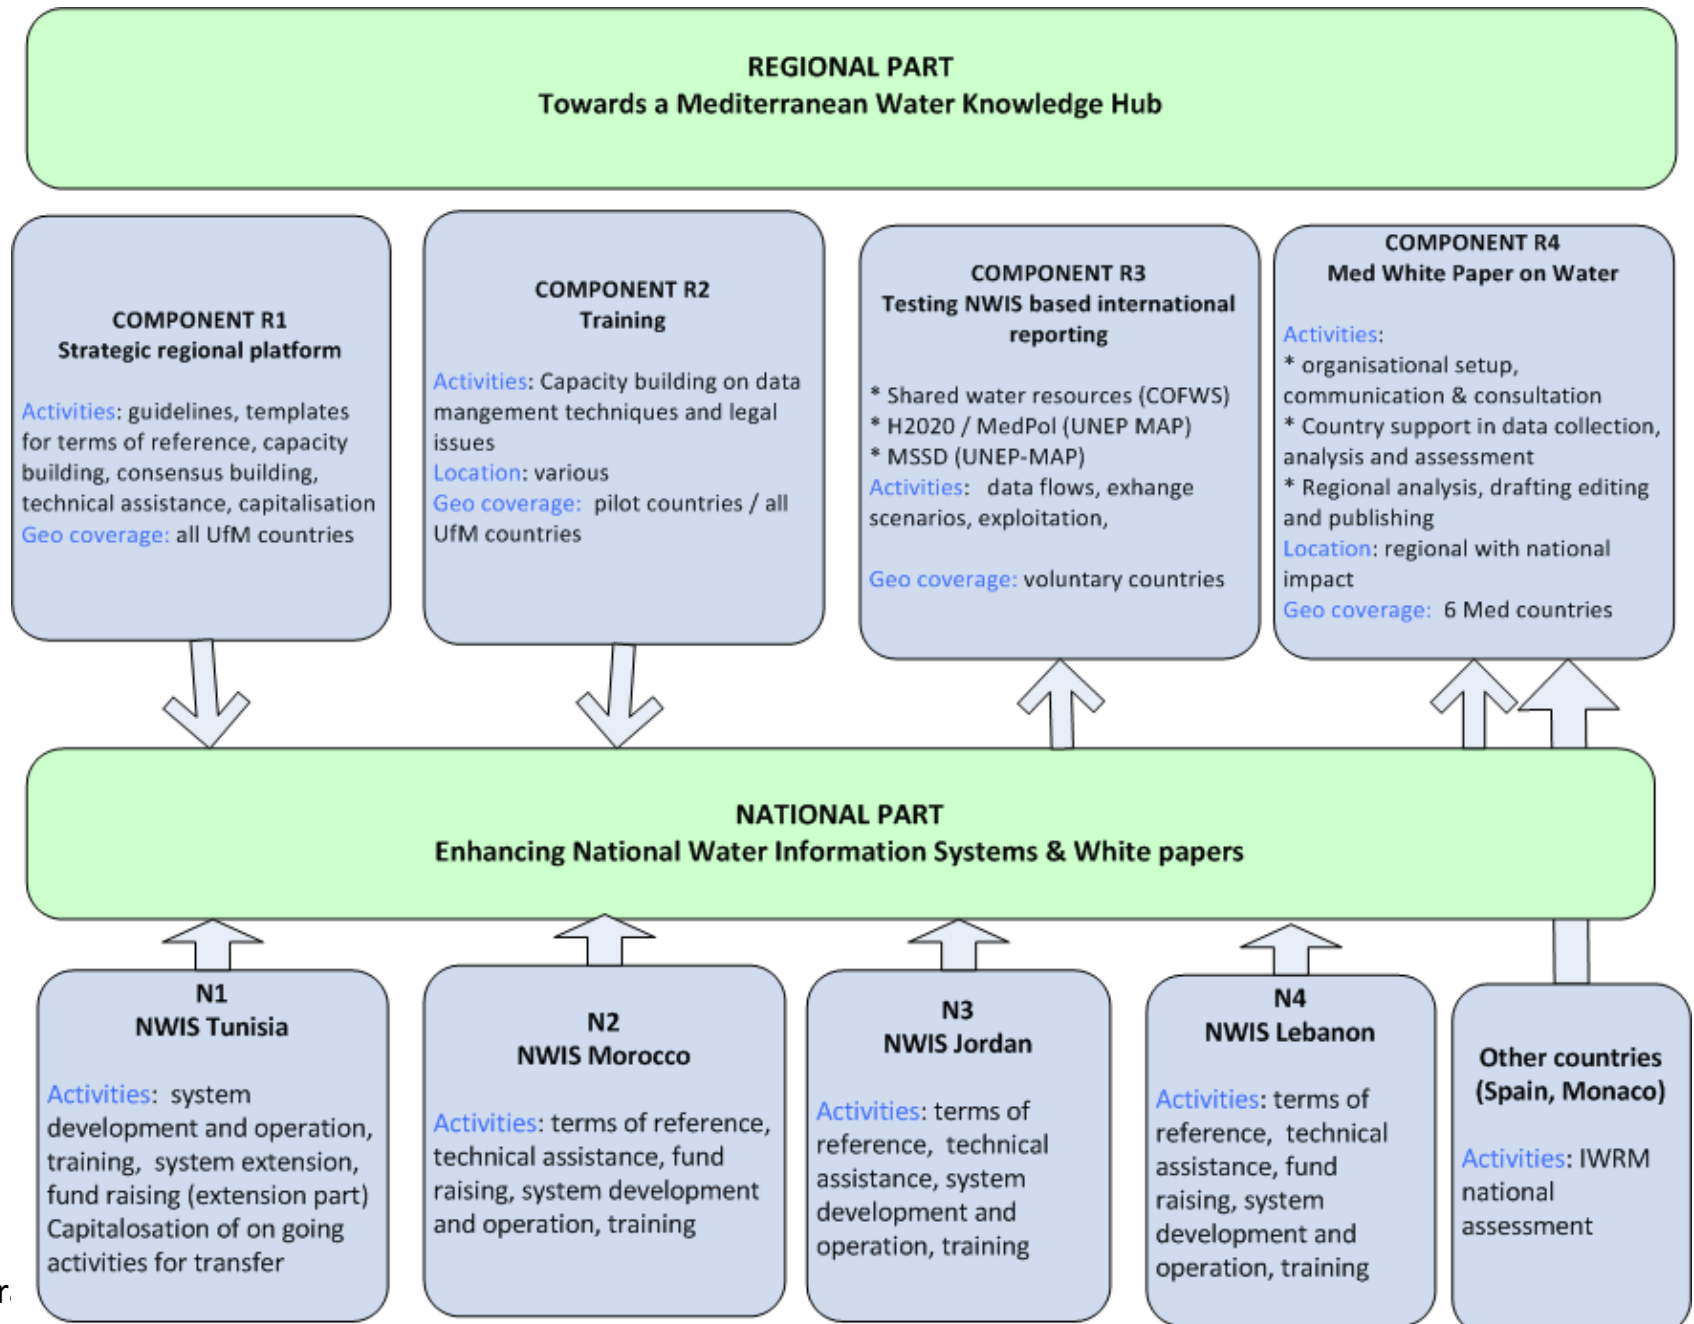 REGIONAL PART
Towards a Mediterranean Water Knowledge Hub
COMPONENT R1
Strategic regional platform
Activities: guidelines, templates
for terms of reference, capacity
building, consensus building,
technical assistance, capitalisation
Geo coverage: all UfM countries
COMPONENT R2
Training
Activities: Capacity building on data
mangement techniques and legal
issues
Location: various
Geo coverage: pilot countries / all
UfM countries
COMPONENT R3
Testing NWIS based international
reporting
* Shared water resources (COFWS)
* H2020 / MedPol (UNEP MAP)
* MSSD (UNEP-MAP)
Activities: data flows, exhange
scenarios, exploitation,
Geo coverage: voluntary countries
COMPONENT R4
Med White Paper on Water
Activities:
* organisational setup,
communication & consultation
* Country support in data collection,
analysis and assessment
* Regional analysis, drafting editing
and publishing
Location: regional with national
impact
Geo coverage: 6 Med countries
NATIONAL PART
Enhancing National Water Information Systems & White papers
N1
NWIS Tunisia
Activities: system
development and operation,
training, system extension,
fund raising (extension part)
Capitalosation of on going
activities for transfer
N2
NWIS Morocco
Activities: terms of reference,
technical assistance, fund
raising, system development
and operation, training
N3
NWIS Jordan
Activities: terms of
reference, technical
assistance, system
development and
operation, training
N4
NWIS Lebanon
Activities: terms of
reference, technical
assistance, fund
raising, system
development and
operation, training
Other countries
(Spain, Monaco)
Activities: IWRM
national
assessment